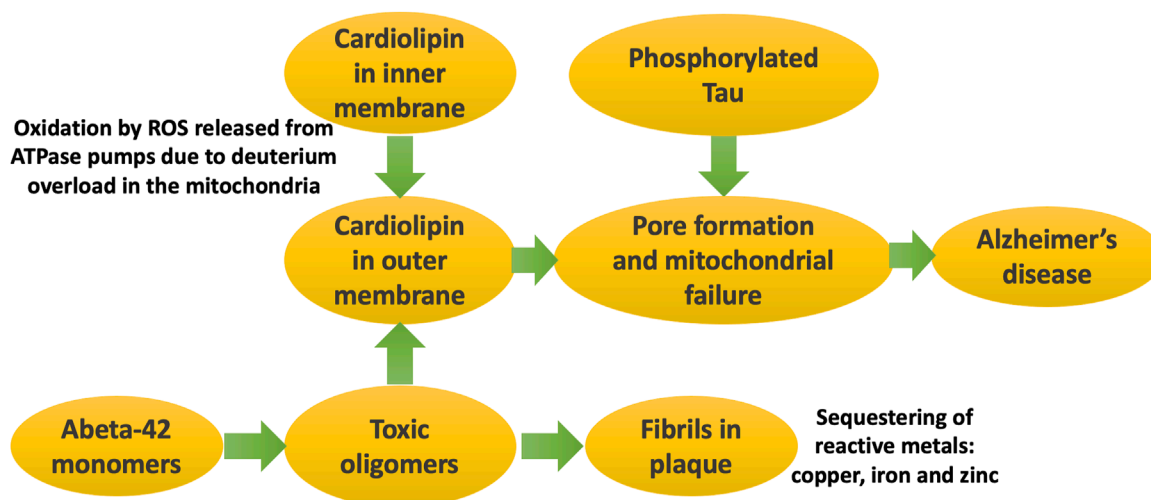 Cardiolipin
in inner
membrane
Phosphorylated
Tau
Oxidation by ROS released from
ATPase pumps due to deuterium
overload in the mitochondria
Cardiolipin
in outer
membrane
Pore formation
and mitochondrial
failure
Alzheimer's
disease
Abeta-42
monomers
Toxic
oligomers
Fibrils in
plaque
Sequestering of
reactive metals:
copper, iron and zinc